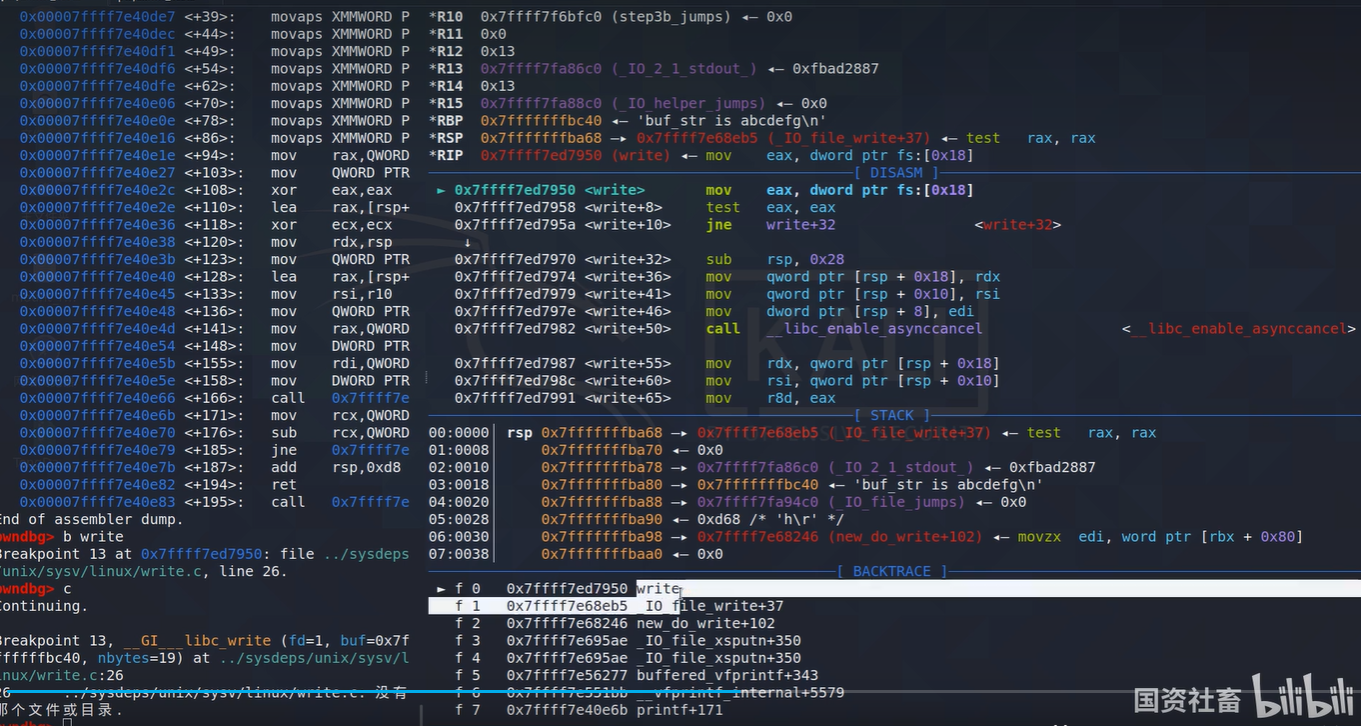 0x00007ffff7e40de7 <+39>: movaps XMMWORD P
0x00007ffff7e40dec <+44>: movaps XMMWORD P
0x00007ffff7e40df1 <+49>: movaps XMMWORD P
0x00007ffff7e40df6 <+54>: movaps XMMWORD P
0x00007ffff7e40dfe <+62>: movaps XMMWORD P
0x00007ffff7e40e06 <+70>: movaps XMMWORD P
0x00007ffff7e40e0e <+78>: movaps XMMWORD P
0x00007ffff7e40e16 <+86>: movaps XMMWORD P
0x00007ffff7e40e1e <+94>: mov rax,QWORD
0x00007ffff7e40e27 <+103>: mov QWORD PTR
0x00007ffff7e40e2c <+108>: xor eax,eax
0x00007ffff7e40e2e <+110>: lea rax,[rsp+
0x00007ffff7e40e36 <+118>: xor ecx,ecx
0x00007ffff7e40e38 <+120>: mov rdx,rsp
0x00007ffff7e40e3b <+123>: mov QWORD PTR
0x00007ffff7e40e40 <+128>: lea rax,[rsp+
0x00007ffff7e40e45 <+133>: mov rsi,r10
0x00007ffff7e40e48 <+136>: mov QWORD PTR
0x00007ffff7e40e4d <+141>: mov rax,QWORD
0x00007ffff7e40e54 <+148>: mov DWORD PTR
0x00007ffff7e40e5b <+155>: mov rdi,QWORD
0x00007ffff7e40e5e <+158>: mov DWORD PTR
0x00007ffff7e40e66 <+166>: call 0x7ffff7e
0x00007ffff7e40e6b <+171>: mov rcx,QWORD
0x00007ffff7e40e70 <+176>: sub rcx,QWORD
0x00007ffff7e40e79 <+185>: jne 0x7ffff7e
0x00007ffff7e40e7b <+187>: add rsp,0xd8
0x00007ffff7e40e82 <+194>: ret
0x00007ffff7e40e83 <+195>: call 0x7ffff7e
End of assembler dump.
pwndbg> b write
Breakpoint 13 at 0x7ffff7ed7950: file ../sysdeps
/unix/sysv/linux/write.c, line 26.
pwndbg> c
Continuing.
Breakpoint 13, __GI___libc_write (fd=1, buf=0x7f
ffffffbc40, nbytes=19) at ../sysdeps/unix/sysv/l
inux/write.c:26
26 ../sysdeps/unix/sysv/linux/write.c: 没有
那个文件或目录.
pwndbg>
*R10 0x7ffff7f6bfc0 (step3b_jumps) ◂— 0x0
*R11 0x0
*R12 0x13
*R13 0x7ffff7fa86c0 (_IO_2_1_stdout_) ◂— 0xfbad2887
*R14 0x13
*R15 0x7ffff7fa88c0 (_IO_helper_jumps) ◂— 0x0
*RBP 0x7fffffffbc40 ◂— 'buf_str is abcdefg\n'
*RSP 0x7fffffffba68 —▸ 0x7ffff7e68eb5 (_IO_file_write+37) ◂— test rax, rax
*RIP 0x7ffff7ed7950 (write) ◂— mov eax, dword ptr fs:[0x18]
[ DISASM ]
► 0x7ffff7ed7950 <write> mov eax, dword ptr fs:[0x18]
0x7ffff7ed7958 <write+8> test eax, eax
0x7ffff7ed795a <write+10> jne write+32 <write+32>
↓
0x7ffff7ed7970 <write+32> sub rsp, 0x28
0x7ffff7ed7974 <write+36> mov qword ptr [rsp + 0x18], rdx
0x7ffff7ed7979 <write+41> mov qword ptr [rsp + 0x10], rsi
0x7ffff7ed797e <write+46> mov dword ptr [rsp + 8], edi
0x7ffff7ed7982 <write+50> call __libc_enable_asynccancel <__libc_enable_asynccancel>
0x7ffff7ed7987 <write+55> mov rdx, qword ptr [rsp + 0x18]
0x7ffff7ed798c <write+60> mov rsi, qword ptr [rsp + 0x10]
0x7ffff7ed7991 <write+65> mov r8d, eax
[ STACK ]
00:0000│ rsp 0x7fffffffba68 —▸ 0x7ffff7e68eb5 (_IO_file_write+37) ◂— test rax, rax
01:0008│ 0x7fffffffba70 ◂— 0x0
02:0010│ 0x7fffffffba78 —▸ 0x7ffff7fa86c0 (_IO_2_1_stdout_) ◂— 0xfbad2887
03:0018│ 0x7fffffffba80 —▸ 0x7fffffffbc40 ◂— 'buf_str is abcdefg\n'
04:0020│ 0x7fffffffba88 —▸ 0x7ffff7fa94c0 (_IO_file_jumps) ◂— 0x0
05:0028│ 0x7fffffffba90 ◂— 0xd68 /* 'h\r' */
06:0030│ 0x7fffffffba98 —▸ 0x7ffff7e68246 (new_do_write+102) ◂— movzx edi, word ptr [rbx + 0x80]
07:0038│ 0x7fffffffbaa0 ◂— 0x0
[ BACKTRACE ]
► f 0 0x7ffff7ed7950 write
f 1 0x7ffff7e68eb5 _IO_file_write+37
f 2 0x7ffff7e68246 new_do_write+102
f 3 0x7ffff7e695ae _IO_file_xsputn+350
f 4 0x7ffff7e695ae _IO_file_xsputn+350
f 5 0x7ffff7e56277 buffered_vfprintf+343
f 6 0x7ffff7e551bb __vfprintf_internal+5579
f 7 0x7ffff7e40e6b printf+171
KALI
国资社畜 bilibili